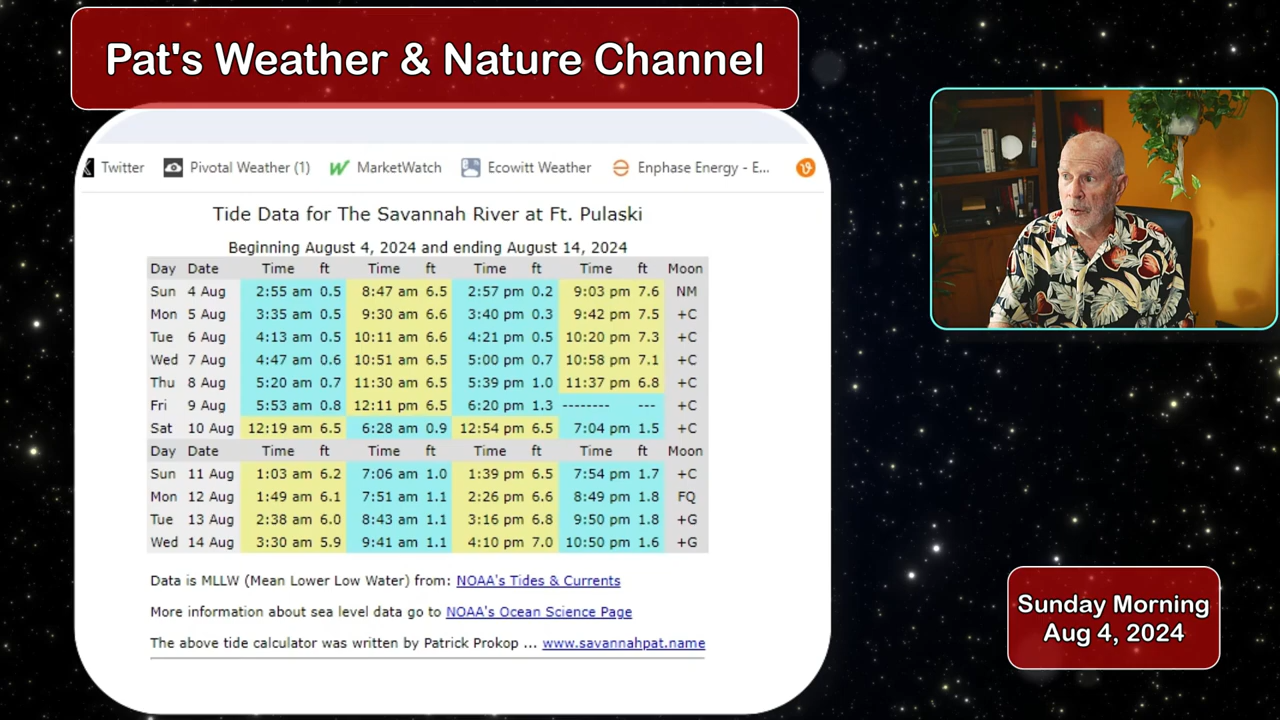 Pat's Weather & Nature Channel
Twitter Pivotal Weather (1) MarketWatch Ecowitt Weather Enphase Energy - E...
Tide Data for The Savannah River at Ft. Pulaski
Beginning August 4, 2024 and ending August 14, 2024
Day Date Time ft Time ft Time ft Time ft Moon
Sun 4 Aug 2:55 am 0.5 8:47 am 6.5 2:57 pm 0.2 9:03 pm 7.6 NM
Mon 5 Aug 3:35 am 0.5 9:30 am 6.6 3:40 pm 0.3 9:42 pm 7.5 +C
Tue 6 Aug 4:13 am 0.5 10:11 am 6.6 4:21 pm 0.5 10:20 pm 7.3 +C
Wed 7 Aug 4:47 am 0.6 10:51 am 6.5 5:00 pm 0.7 10:58 pm 7.1 +C
Thu 8 Aug 5:20 am 0.7 11:30 am 6.5 5:39 pm 1.0 11:37 pm 6.8 +C
Fri 9 Aug 5:53 am 0.8 12:11 pm 6.5 6:20 pm 1.3 -------- --- +C
Sat 10 Aug 12:19 am 6.5 6:28 am 0.9 12:54 pm 6.5 7:04 pm 1.5 +C
Day Date Time ft Time ft Time ft Time ft Moon
Sun 11 Aug 1:03 am 6.2 7:06 am 1.0 1:39 pm 6.5 7:54 pm 1.7 +C
Mon 12 Aug 1:49 am 6.1 7:51 am 1.1 2:26 pm 6.6 8:49 pm 1.8 FQ
Tue 13 Aug 2:38 am 6.0 8:43 am 1.1 3:16 pm 6.8 9:50 pm 1.8 +G
Wed 14 Aug 3:30 am 5.9 9:41 am 1.1 4:10 pm 7.0 10:50 pm 1.6 +G
Data is MLLW (Mean Lower Low Water) from: NOAA's Tides & Currents
More information about sea level data go to NOAA's Ocean Science Page
The above tide calculator was written by Patrick Prokop ... www.savannahpat.name
Sunday Morning
Aug 4, 2024